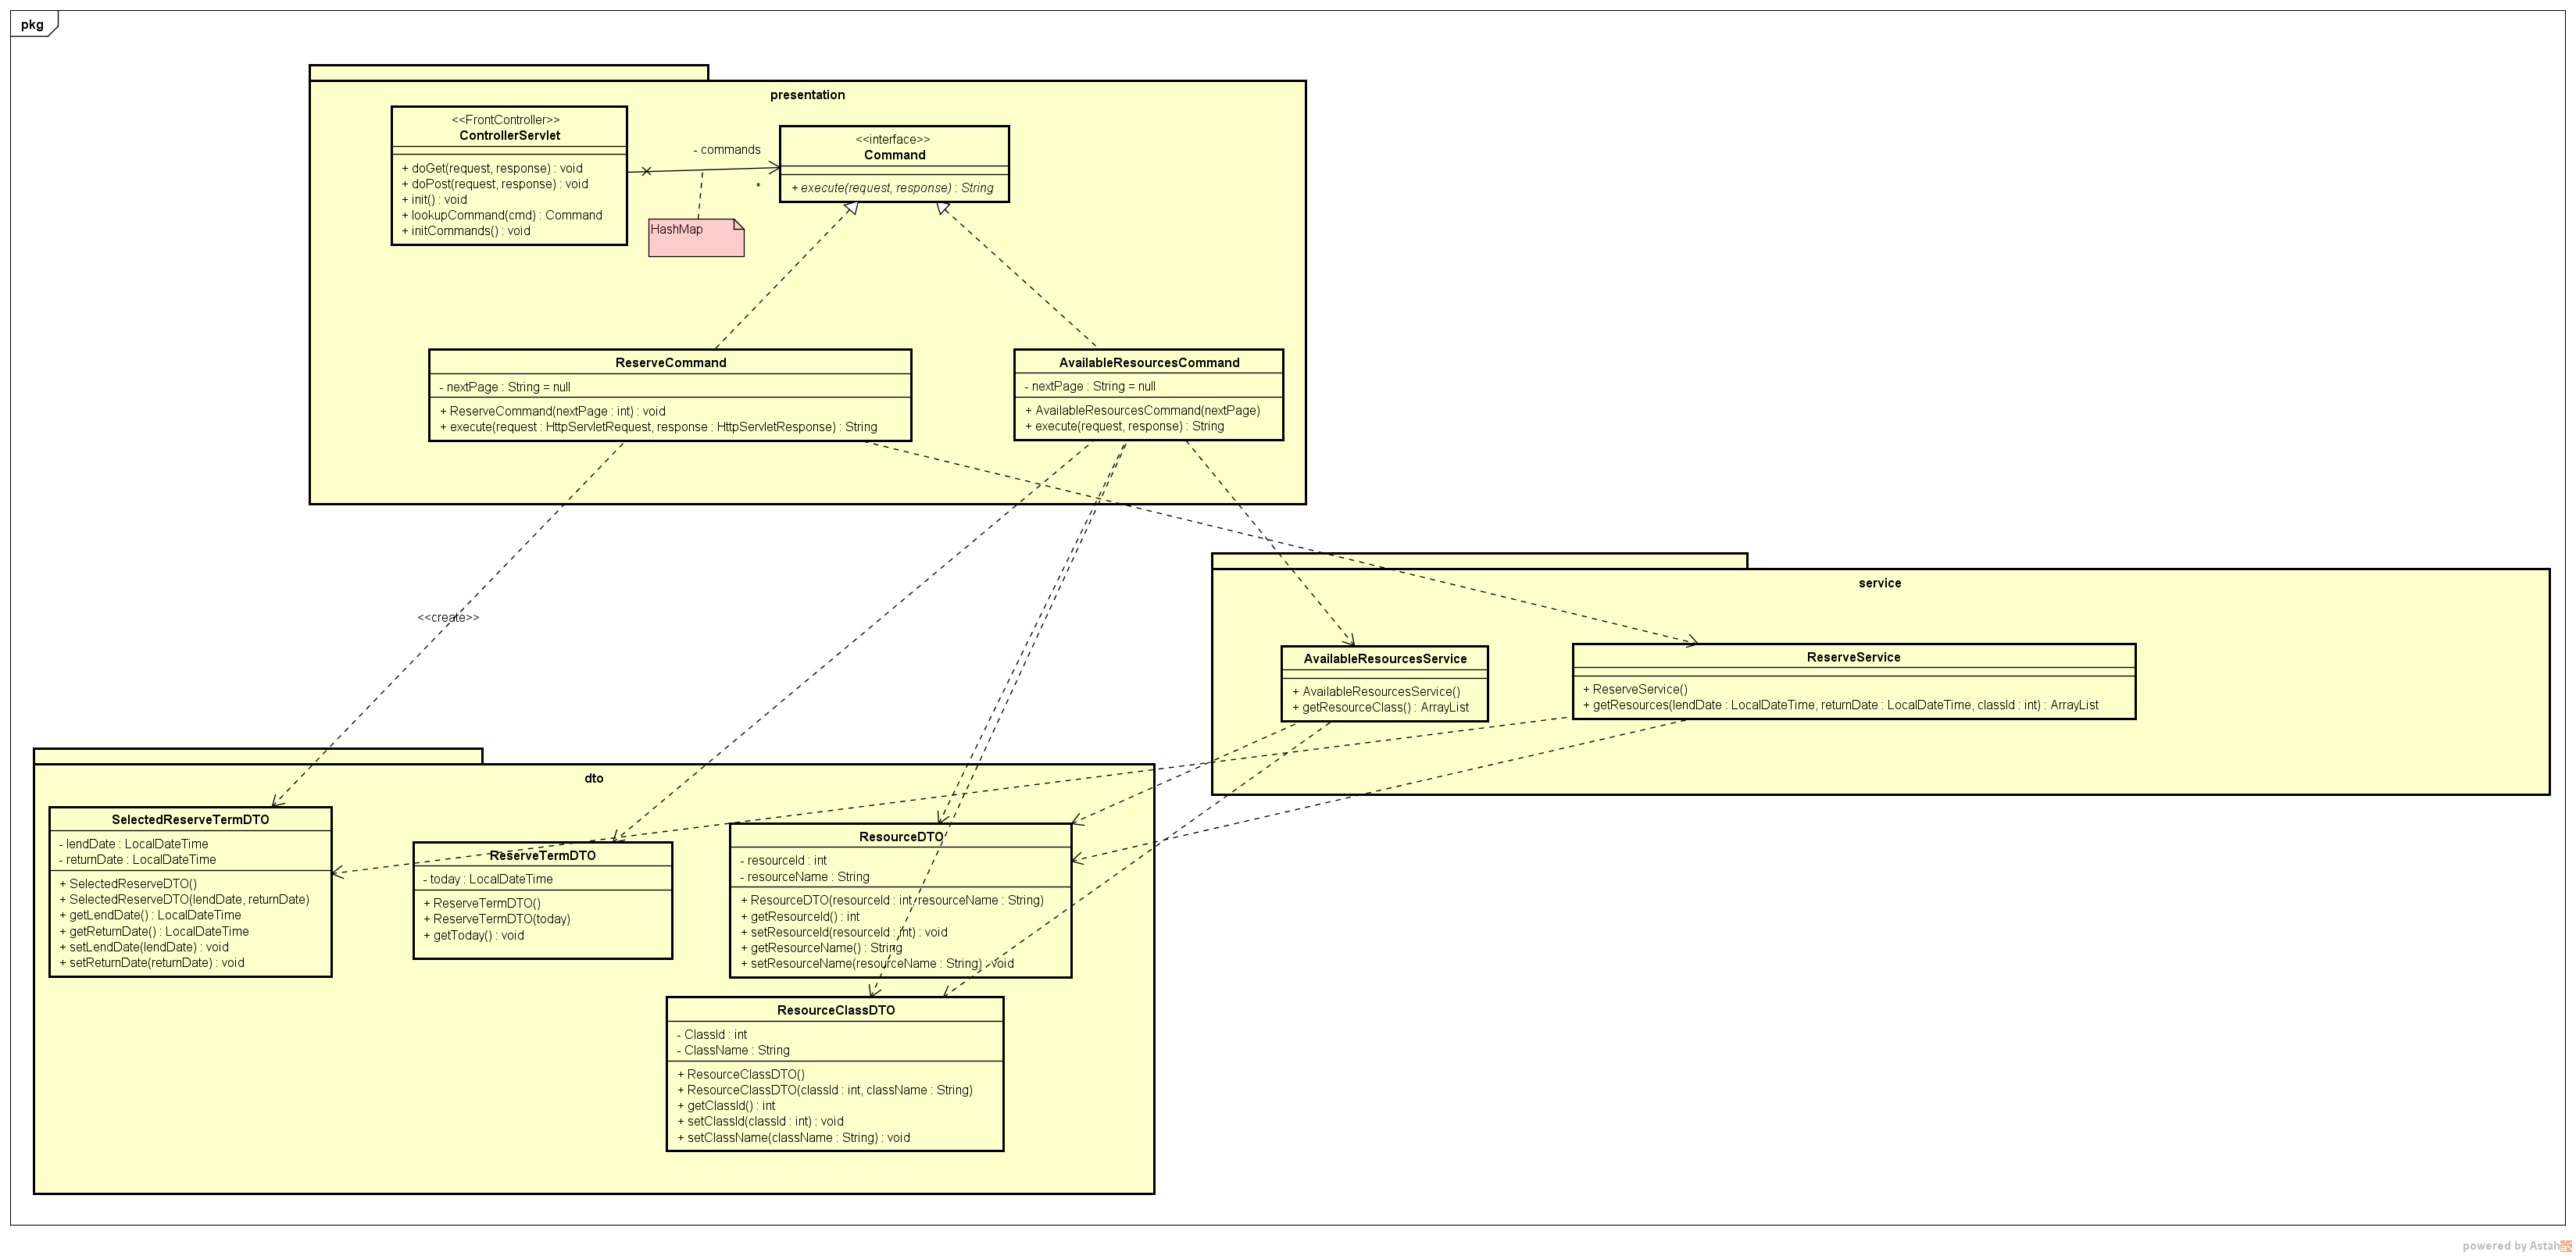 pkg
presentation
<<FrontController>>
ControllerServlet
+ doGet(request, response) : void
+ doPost(request, response) : void
+ init() : void
+ lookupCommand(cmd) : Command
+ initCommands() : void
- commands
*
HashMap
<<interface>>
Command
+ execute(request, response) : String
ReserveCommand
- nextPage : String = null
+ ReserveCommand(nextPage : int) : void
+ execute(request : HttpServletRequest, response : HttpServletResponse) : String
AvailableResourcesCommand
- nextPage : String = null
+ AvailableResourcesCommand(nextPage)
+ execute(request, response) : String
<<create>>
service
AvailableResourcesService
+ AvailableResourcesService()
+ getResourceClass() : ArrayList
ReserveService
+ ReserveService()
+ getResources(lendDate : LocalDateTime, returnDate : LocalDateTime, classId : int) : ArrayList
dto
SelectedReserveTermDTO
- lendDate : LocalDateTime
- returnDate : LocalDateTime
+ SelectedReserveDTO()
+ SelectedReserveDTO(lendDate, returnDate)
+ getLendDate() : LocalDateTime
+ getReturnDate() : LocalDateTime
+ setLendDate(lendDate) : void
+ setReturnDate(returnDate) : void
ReserveTermDTO
- today : LocalDateTime
+ ReserveTermDTO()
+ ReserveTermDTO(today)
+ getToday() : void
ResourceDTO
- resourceId : int
- resourceName : String
+ ResourceDTO(resourceId : int, resourceName : String)
+ getResourceId() : int
+ setResourceId(resourceId : int) : void
+ getResourceName() : String
+ setResourceName(resourceName : String) : void
ResourceClassDTO
- ClassId : int
- ClassName : String
+ ResourceClassDTO()
+ ResourceClassDTO(classId : int, className : String)
+ getClassId() : int
+ setClassId(classId : int) : void
+ setClassName(className : String) : void
powered by Astah